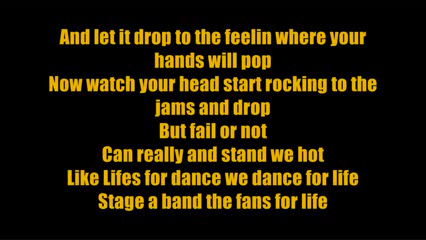 And let it drop to the feelin where your
hands will pop
Now watch your head start rocking to the
jams and drop
But fail or not
Can really and stand we hot
Like Lifes for dance we dance for life
Stage a band the fans for life